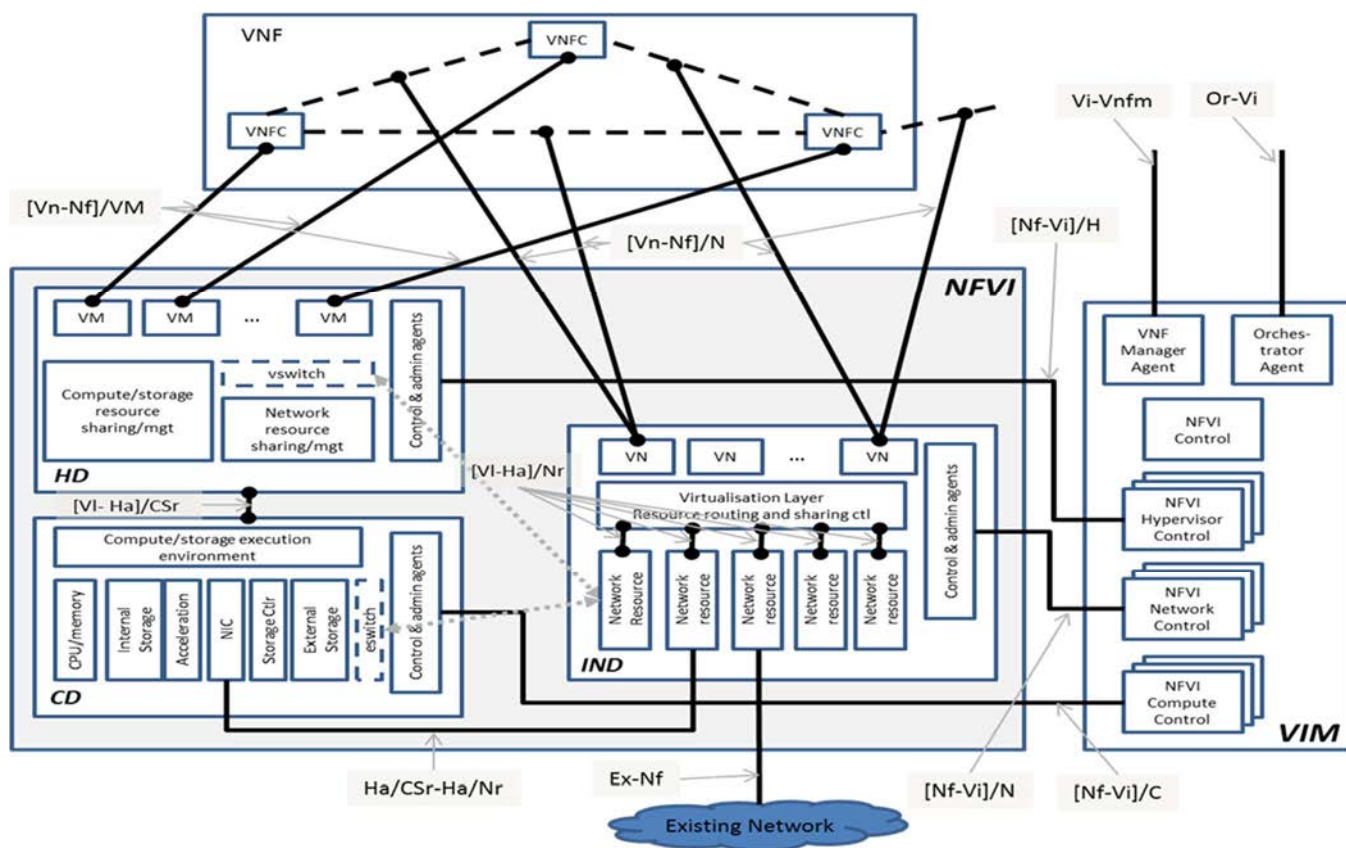 VNF
VNFC
VNFC
VNFC
Vi-Vnfm
Or-Vi
[Vn-Nf]/VM
[Vn-Nf]/N
[Nf-Vi]/H
NFVI
VM
VM
...
VM
Control & admin agents
vswitch
Compute/storage
resource
sharing/mgt
Network
resource
sharing/mgt
HD
[Vl- Ha]/CSr
Compute/storage execution
environment
CPU/memory
Internal
Storage
Acceleration
NIC
Storage Ctlr
External
Storage
eswitch
Control & admin agents
CD
[Vl-Ha]/Nr
VN
VN
...
VN
Virtualisation Layer
Resource routing and sharing ctl
Network
Resource
Network
resource
Network
resource
Network
resource
Network
resource
Control & admin agents
IND
VNF
Manager
Agent
Orches-
trator
Agent
NFVI
Control
NFVI
Hypervisor
Control
NFVI
Network
Control
NFVI
Compute
Control
VIM
Ha/CSr-Ha/Nr
Ex-Nf
[Nf-Vi]/N
[Nf-Vi]/C
Existing Network